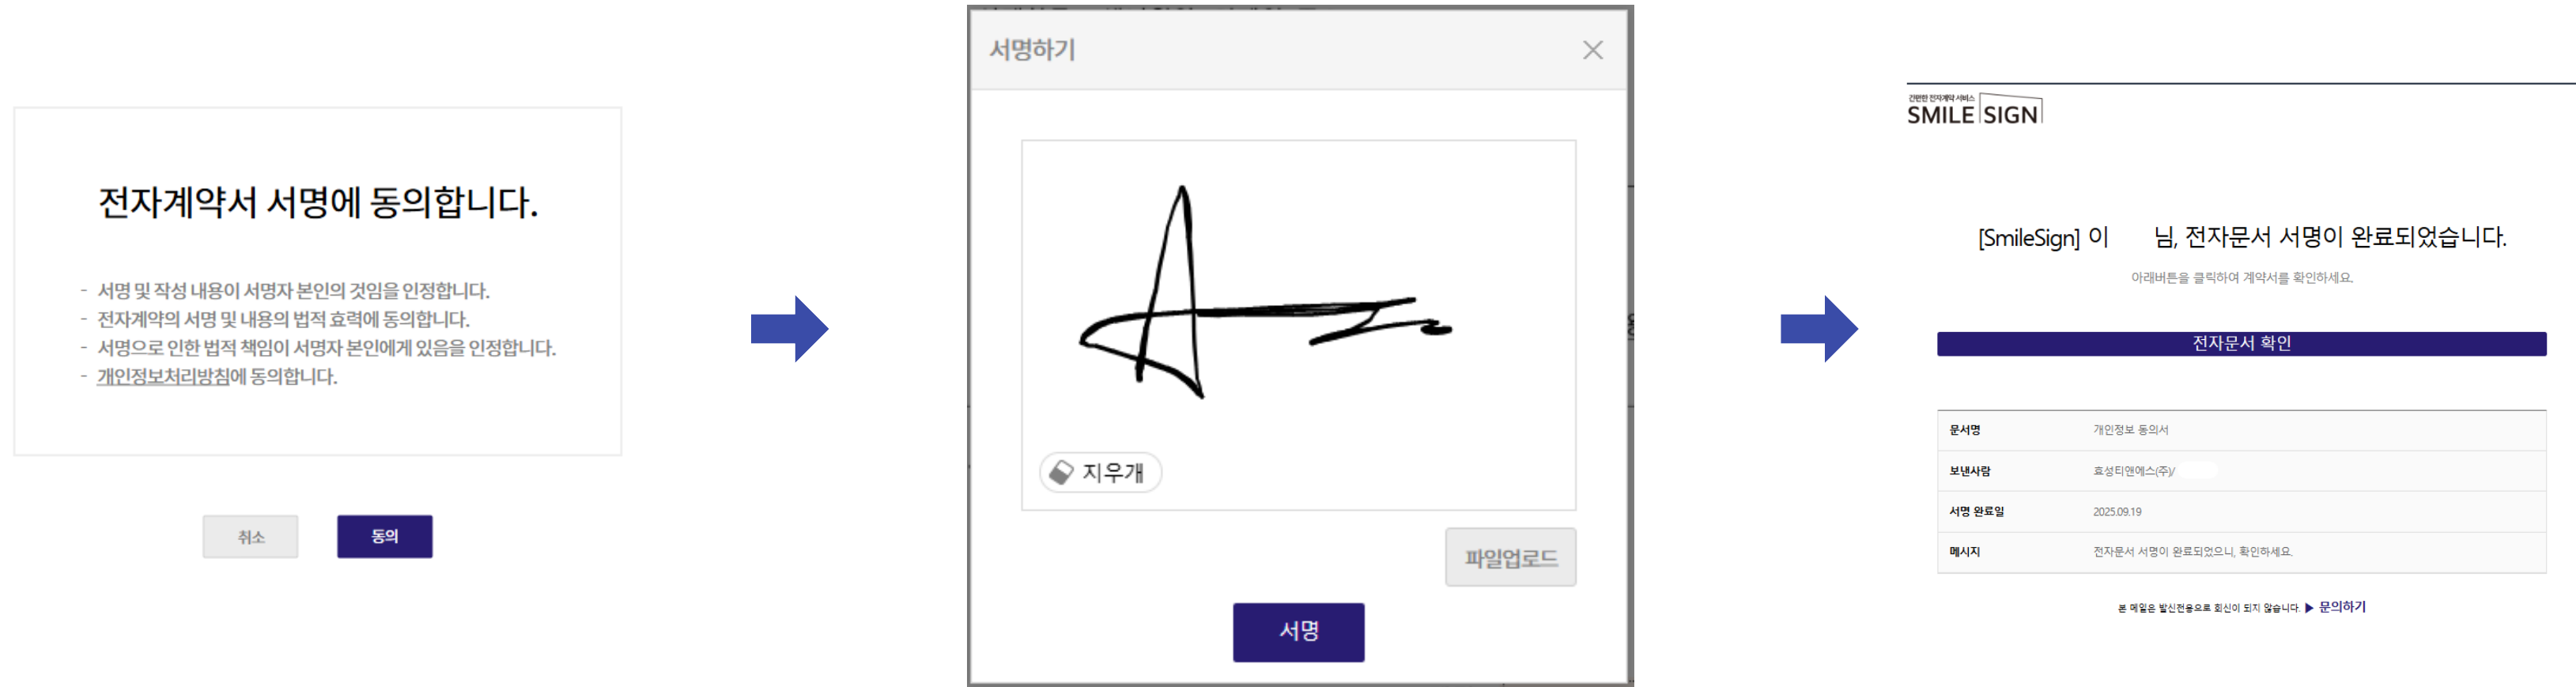 전자계약서 서명에 동의합니다.
- 서명 및 작성 내용이 서명자 본인의 것임을 인정합니다.
- 전자계약의 서명 및 내용의 법적 효력에 동의합니다.
- 서명으로 인한 법적 책임이 서명자 본인에게 있음을 인정합니다.
- 개인정보처리방침에 동의합니다.
취소 동의
서명하기
지우개
파일업로드
서명
간편한 전자계약 서비스
SMILE SIGN
[SmileSign] 이 님, 전자문서 서명이 완료되었습니다.
아래버튼을 클릭하여 계약서를 확인하세요.
전자문서 확인
문서명 개인정보 동의서
보낸사람 효성티앤에스(주)/
서명 완료일 2025.09.19
메시지 전자문서 서명이 완료되었으니, 확인하세요.
본 메일은 발신전용으로 회신이 되지 않습니다. ▶ 문의하기